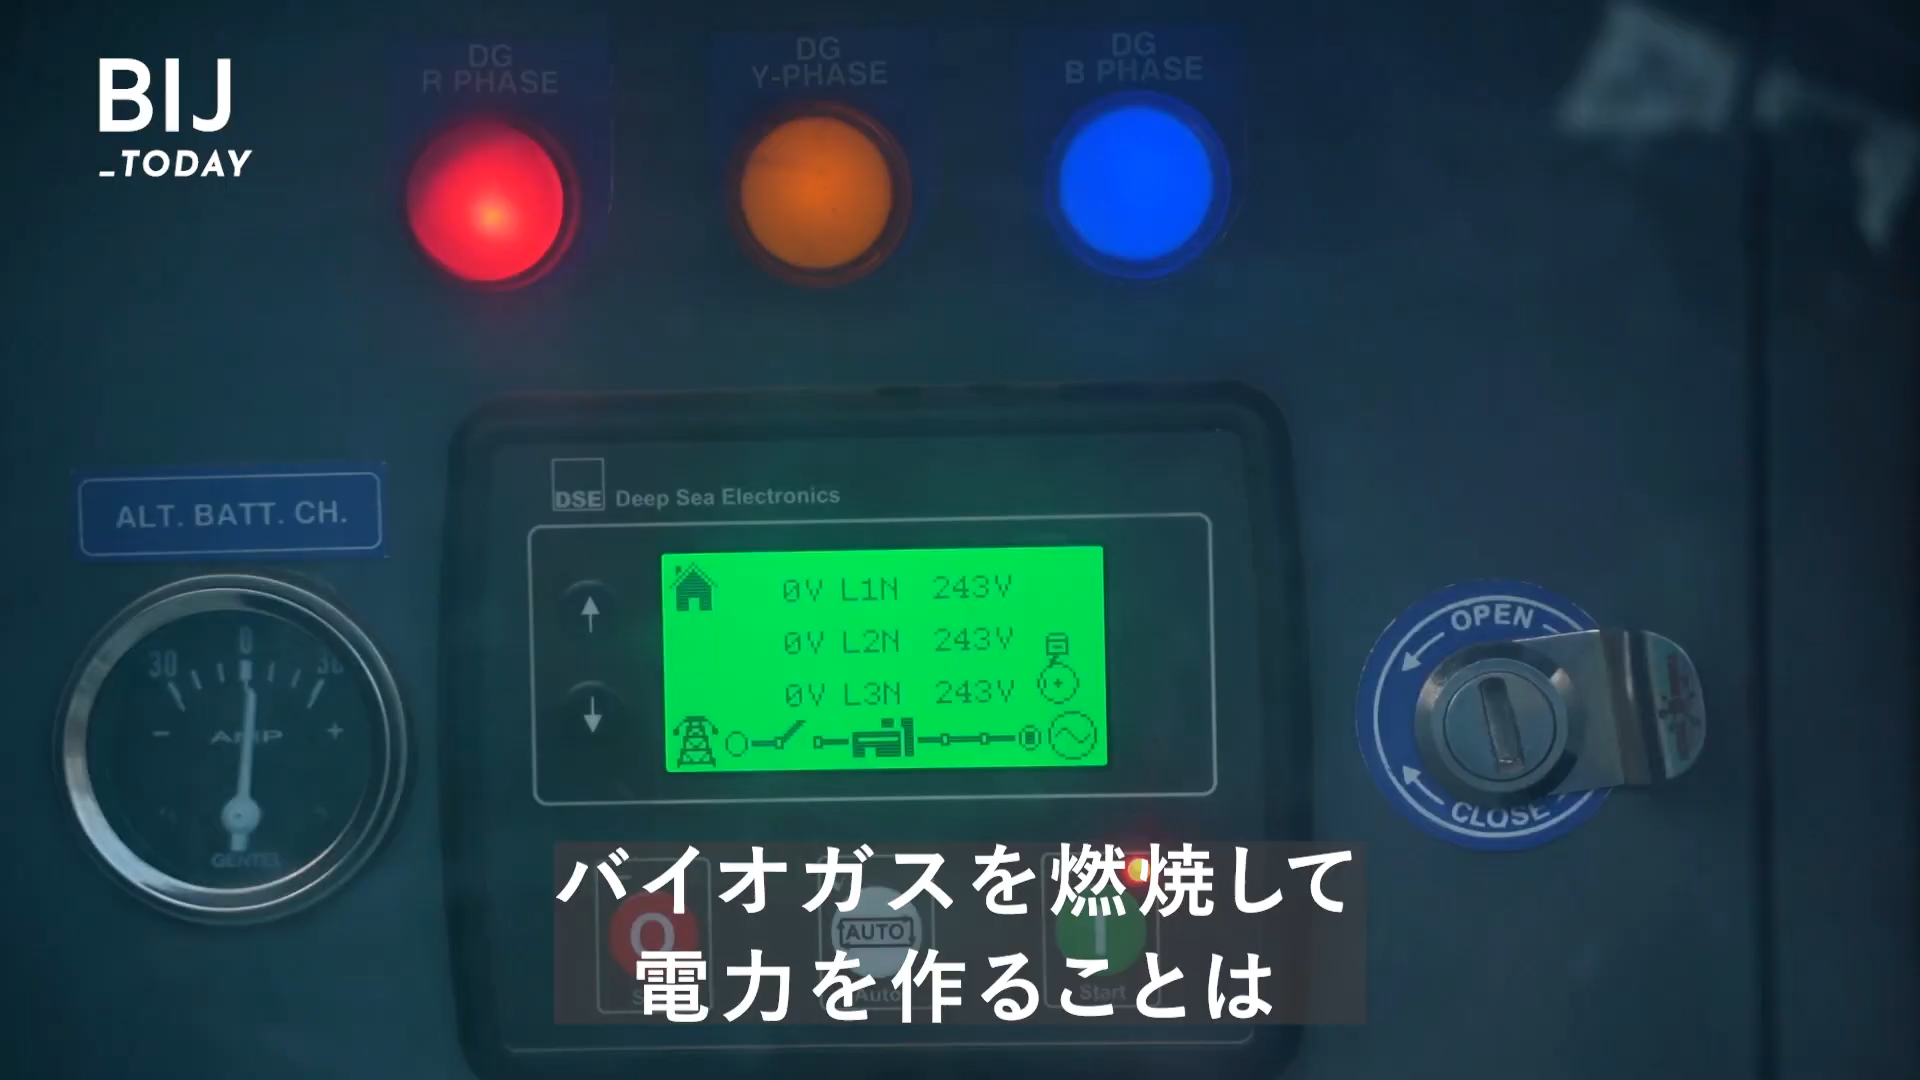 BIJ
_TODAY
DG
R PHASE
DG
Y-PHASE
DG
B PHASE
ALT. BATT. CH.
30 0 30
- +
AMP
GENTEL
DSE Deep Sea Electronics
0V L1N 243V
0V L2N 243V
0V L3N 243V
OPEN
CLOSE
AUTO
Auto
Start
バイオガスを燃焼して
電力を作ることは